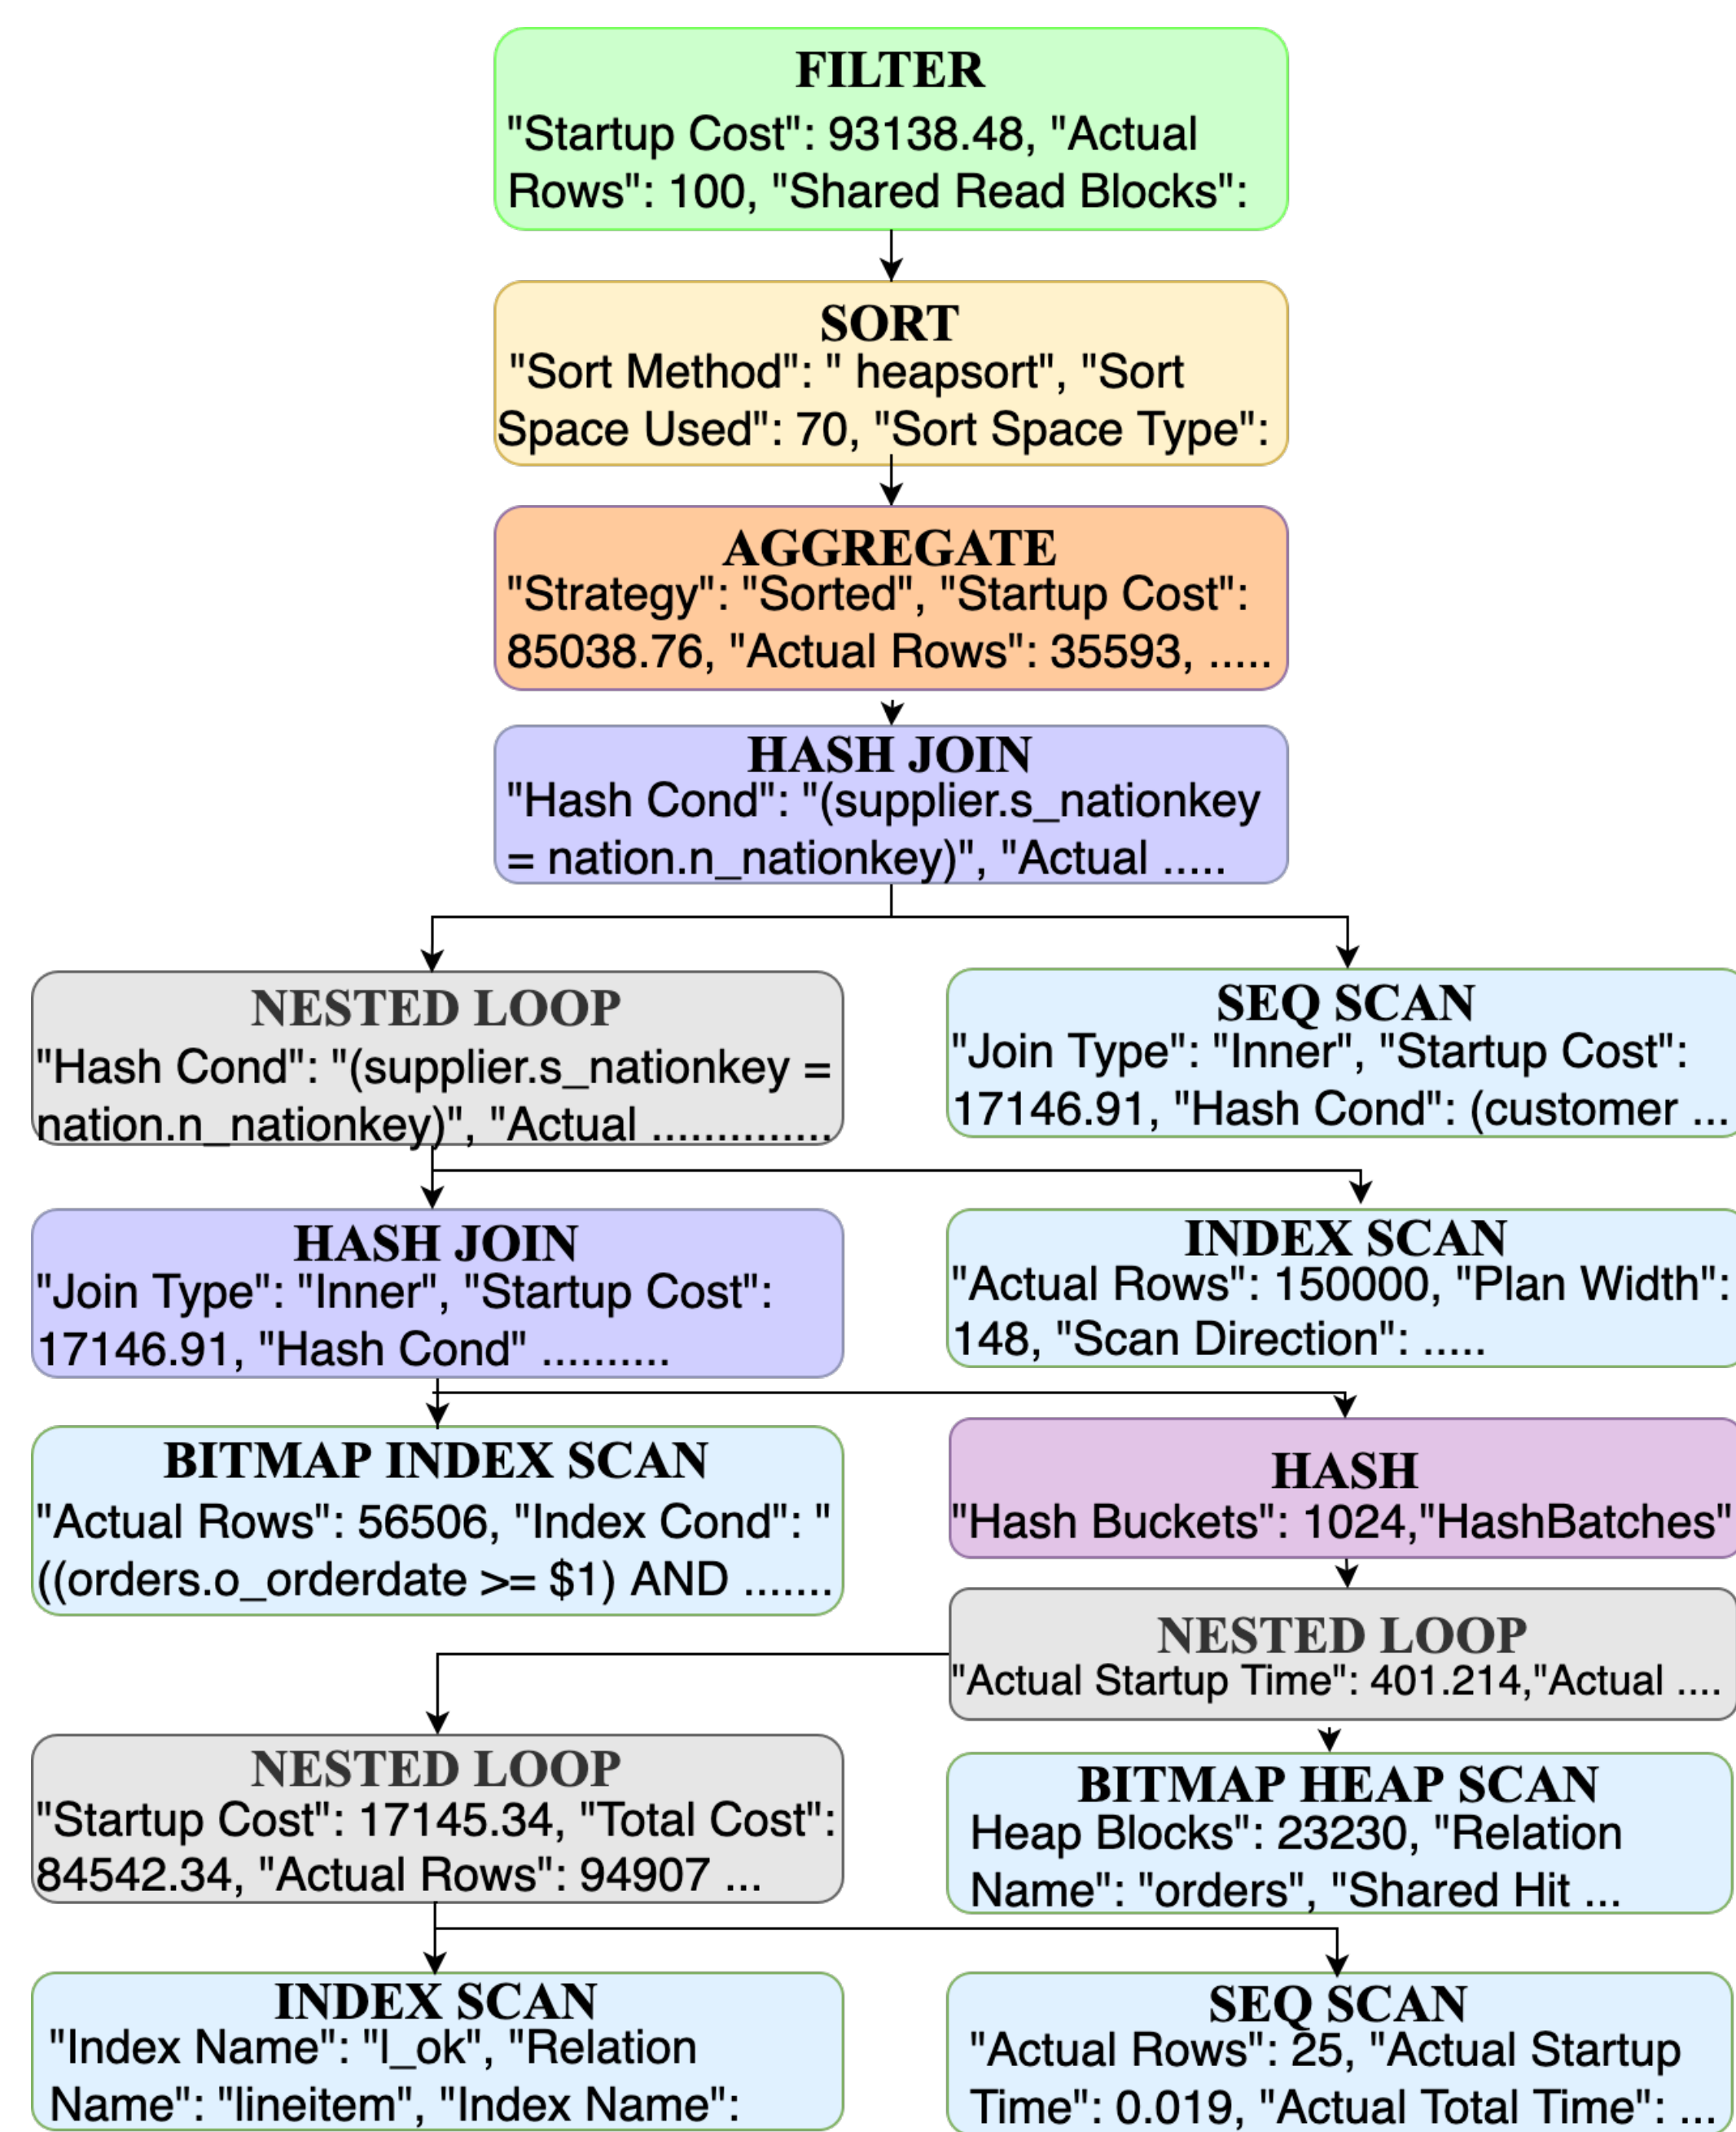 FILTER
"Startup Cost": 93138.48, "Actual
Rows": 100, "Shared Read Blocks":
SORT
"Sort Method": " heapsort", "Sort
Space Used": 70, "Sort Space Type":
AGGREGATE
"Strategy": "Sorted", "Startup Cost":
85038.76, "Actual Rows": 35593, .....
HASH JOIN
"Hash Cond": "(supplier.s_nationkey
= nation.n_nationkey)", "Actual .....
NESTED LOOP
"Hash Cond": "(supplier.s_nationkey =
nation.n_nationkey)", "Actual ..............
SEQ SCAN
"Join Type": "Inner", "Startup Cost":
17146.91, "Hash Cond": (customer ...
HASH JOIN
"Join Type": "Inner", "Startup Cost":
17146.91, "Hash Cond" ..........
INDEX SCAN
"Actual Rows": 150000, "Plan Width":
148, "Scan Direction": .....
BITMAP INDEX SCAN
"Actual Rows": 56506, "Index Cond": "
((orders.o_orderdate >= $1) AND .......
HASH
"Hash Buckets": 1024,"HashBatches"
NESTED LOOP
"Actual Startup Time": 401.214,"Actual ....
NESTED LOOP
"Startup Cost": 17145.34, "Total Cost":
84542.34, "Actual Rows": 94907 ...
BITMAP HEAP SCAN
Heap Blocks": 23230, "Relation
Name": "orders", "Shared Hit ...
INDEX SCAN
"Index Name": "l_ok", "Relation
Name": "lineitem", "Index Name":
SEQ SCAN
"Actual Rows": 25, "Actual Startup
Time": 0.019, "Actual Total Time": ...